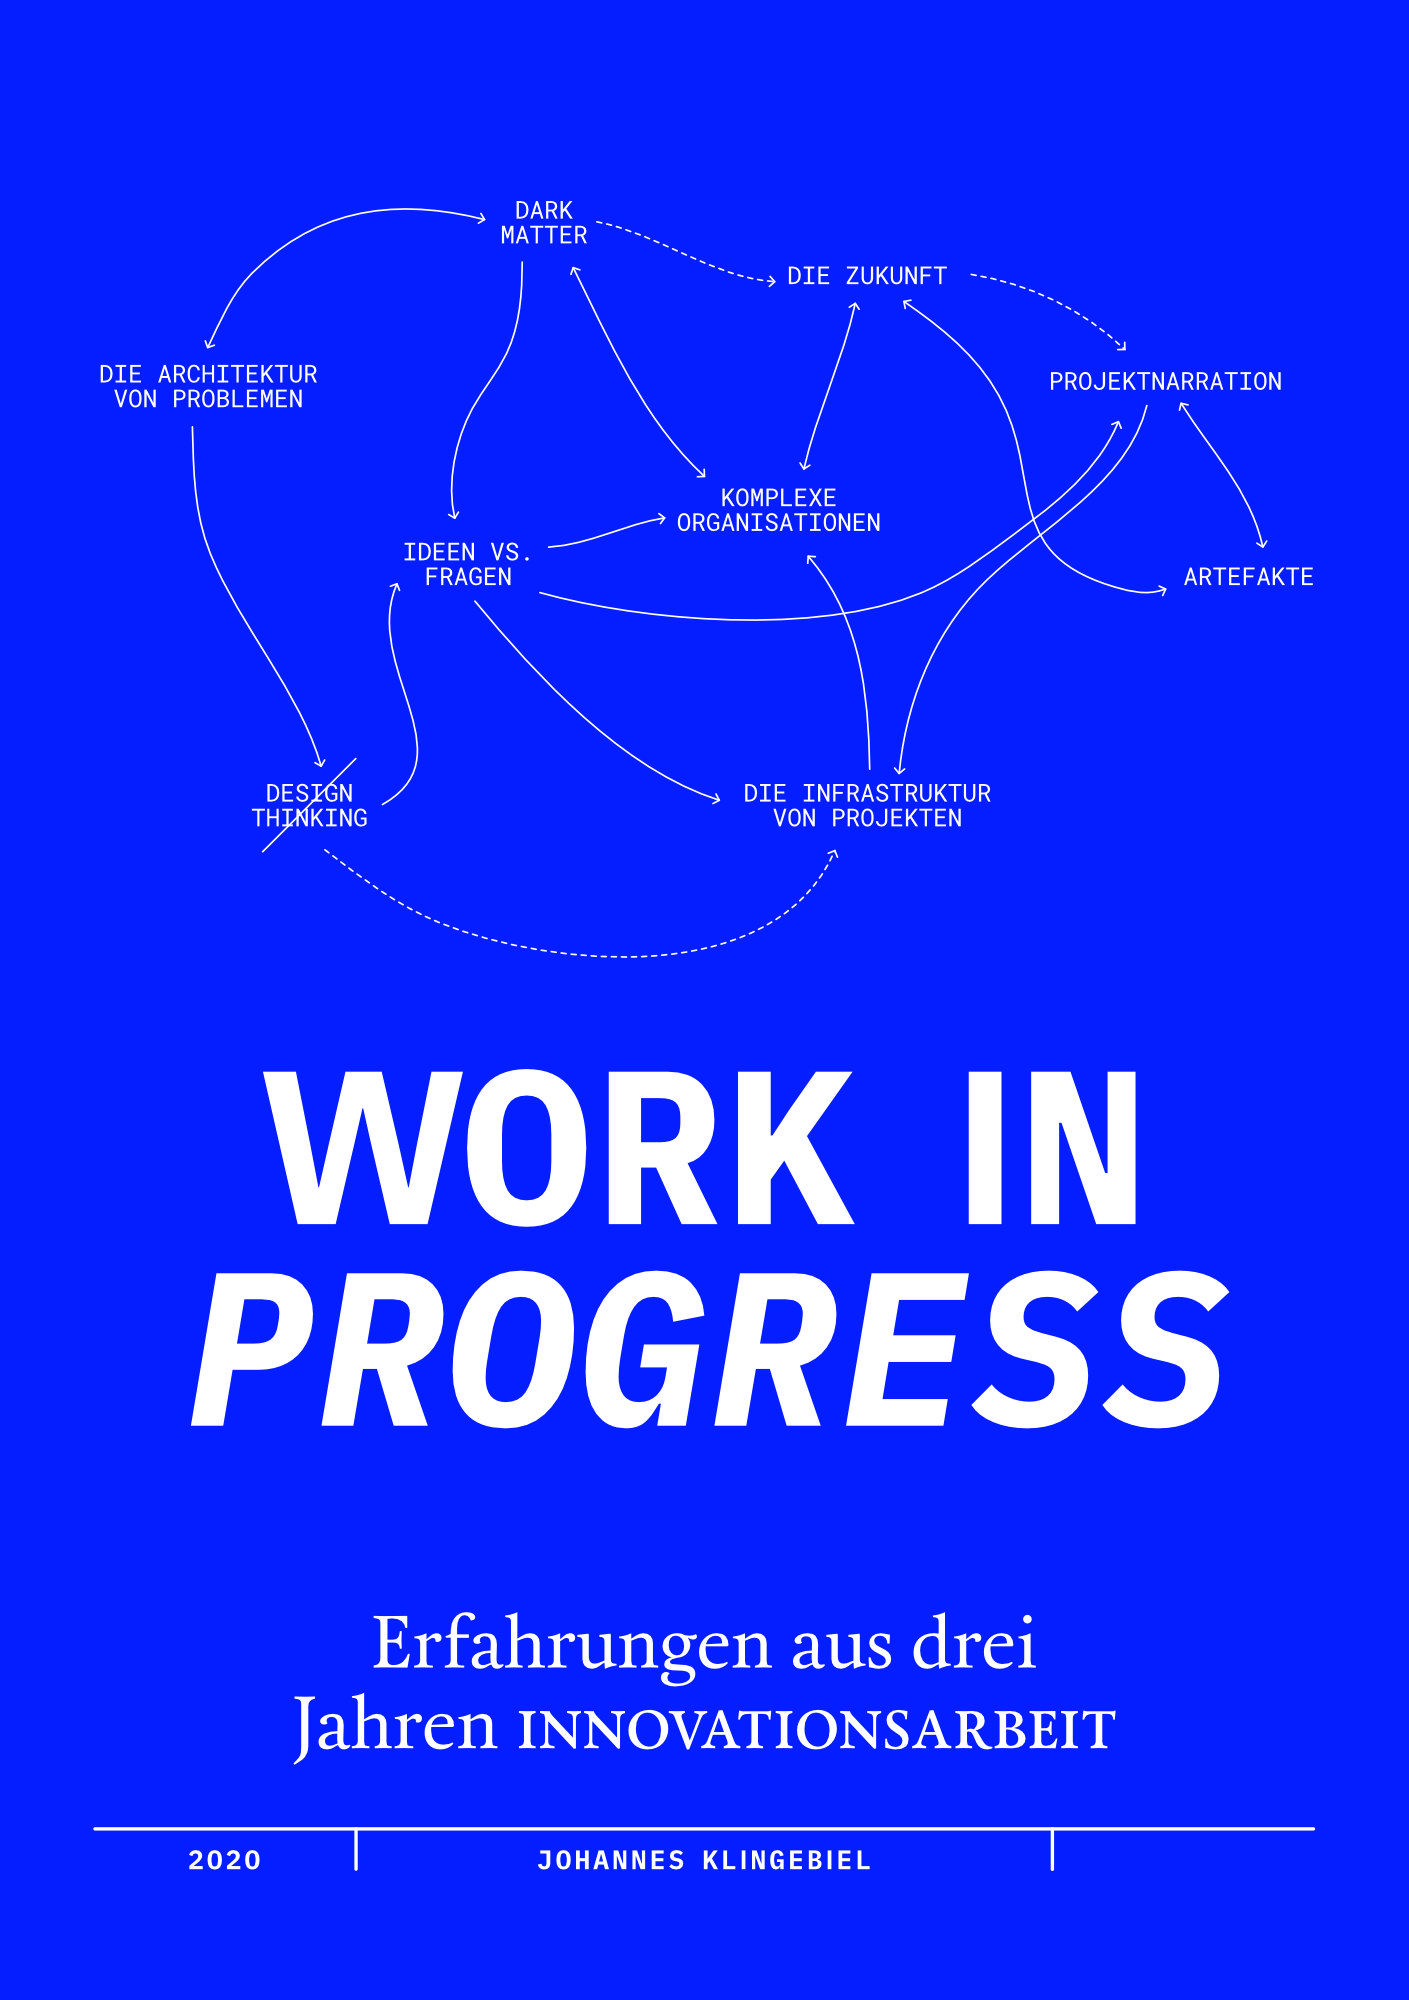 DARK
MATTER
DIE ZUKUNFT
DIE ARCHITEKTUR
VON PROBLEMEN
PROJEKTNARRATION
KOMPLEXE
ORGANISATIONEN
IDEEN VS.
FRAGEN
ARTEFAKTE
DESIGN
THINKING
DIE INFRASTRUKTUR
VON PROJEKTEN
WORK IN
PROGRESS
Erfahrungen aus drei
Jahren INNOVATIONSARBEIT
2020
JOHANNES KLINGEBIEL